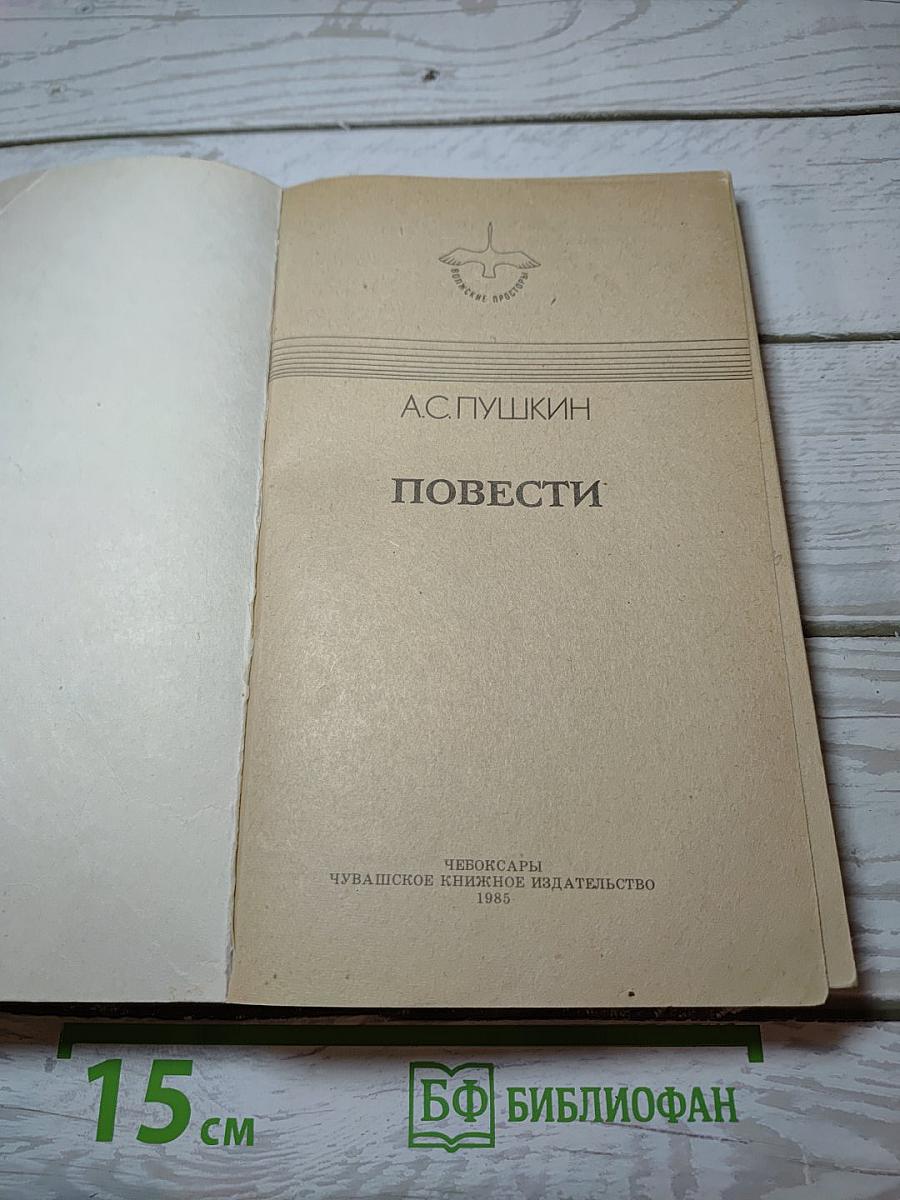 ВОЛЖСКИЕ ПРОСТОРЫ
А.С.ПУШКИН
ПОВЕСТИ
ЧЕБОКСАРЫ
ЧУВАШСКОЕ КНИЖНОЕ ИЗДАТЕЛЬСТВО
1985
15 см
БФ БИБЛИОФАН